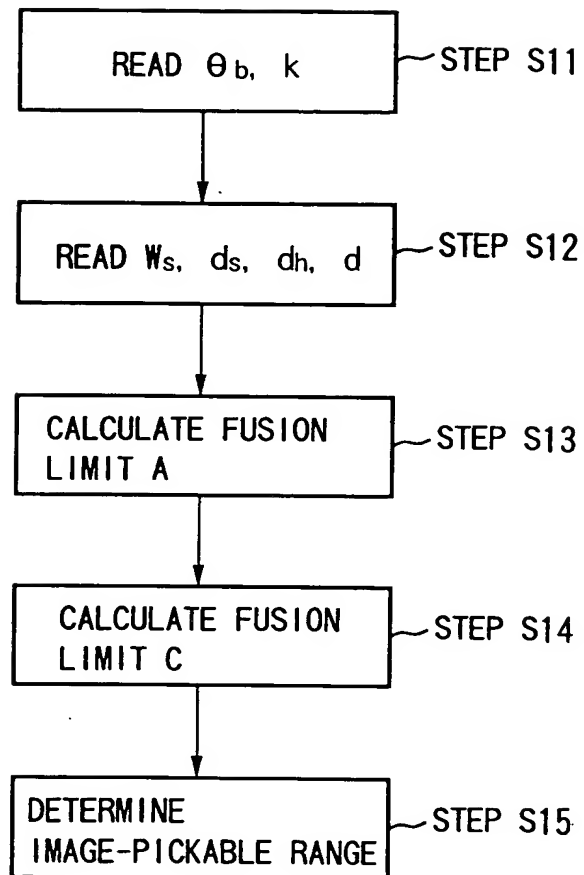 READ θb, k
STEP S11
READ Ws, ds, dh, d
STEP S12
CALCULATE FUSION
LIMIT A
STEP S13
CALCULATE FUSION
LIMIT C
STEP S14
DETERMINE
IMAGE-PICKABLE RANGE
STEP S15